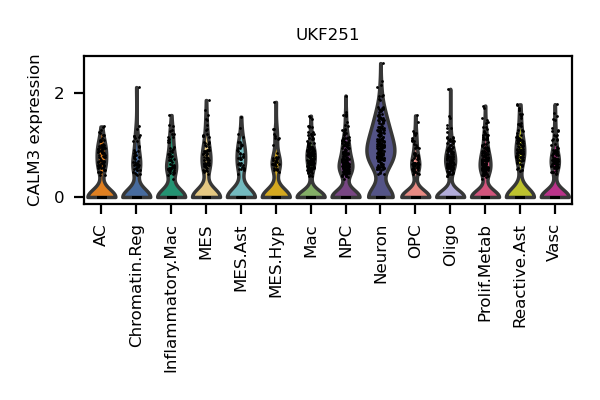 UKF251
CALM3 expression
2
0
AC
Chromatin.Reg
Inflammatory.Mac
MES
MES.Ast
MES.Hyp
Mac
NPC
Neuron
OPC
Oligo
Prolif.Metab
Reactive.Ast
Vasc